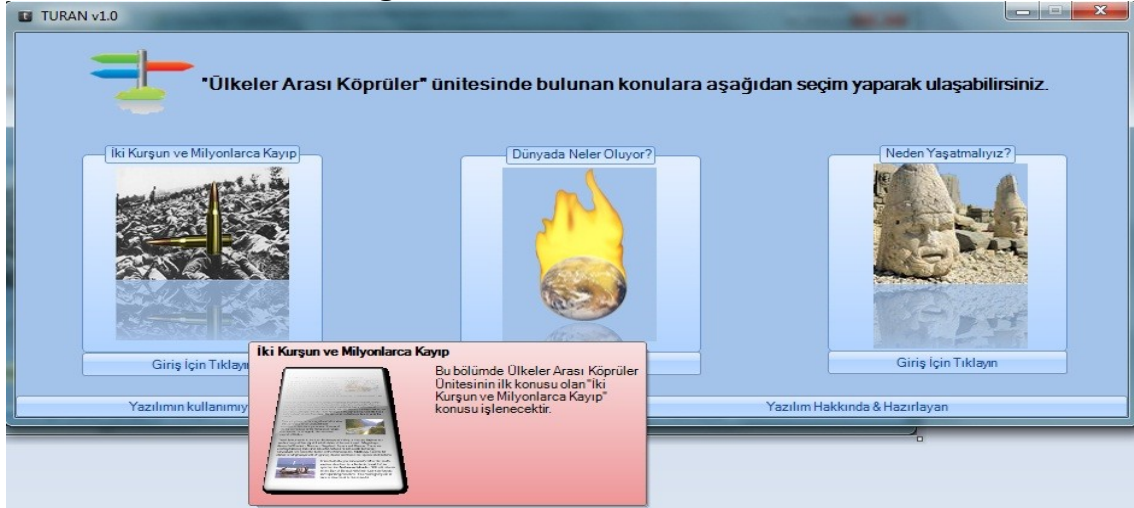 TURAN v1.0
"Ülkeler Arası Köprüler" ünitesinde bulunan konulara aşağıdan seçim yaparak ulaşabilirsiniz.
İki Kurşun ve Milyonlarca Kayıp
Dünyada Neler Oluyor?
Neden Yaşatmalıyız?
Giriş İçin Tıklayın
Giriş İçin Tıklayın
İki Kurşun ve Milyonlarca Kayıp
Bu bölümde Ülkeler Arası Köprüler
Ünitesinin ilk konusu olan "İki
Kurşun ve Milyonlarca Kayıp"
konusu işlenecektir.
Yazılımın
Yazılım Hakkında & Hazırlayan